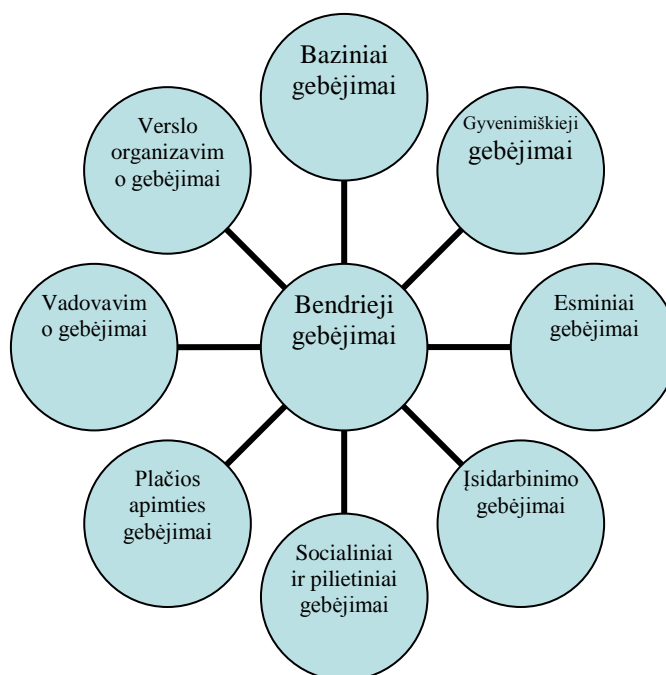 Baziniai
gebėjimai
Gyvenimiškieji
gebėjimai
Esminiai
gebėjimai
Įsidarbinimo
gebėjimai
Socialiniai
ir pilietiniai
gebėjimai
Plačios
apimties
gebėjimai
Vadovavim
o gebėjimai
Verslo
organizavim
o gebėjimai
Bendrieji
gebėjimai